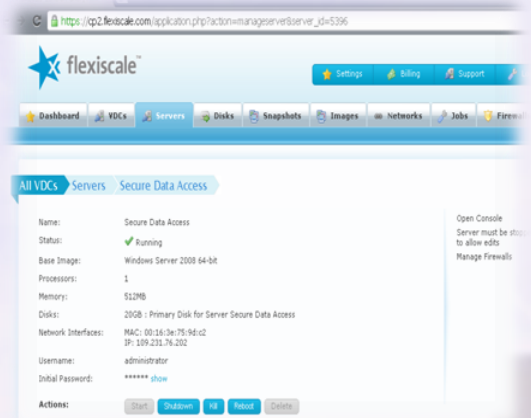 https://cp2.flexiscale.com/application.php?action=manageserver&server_id=5396
flexiscale™
Settings Billing Support
Dashboard VDCs Servers Disks Snapshots Images Networks Jobs Firewal
All VDCs Servers Secure Data Access
Name: Secure Data Access
Open Console
Status: Running
Server must be stop
to allow edits
Base Image: Windows Server 2008 64-bit
Manage Firewalls
Processors: 1
Memory: 512MB
Disks: 20GB : Primary Disk for Server Secure Data Access
Network Interfaces: MAC: 00:16:3e:75:9d:c2
IP: 109.231.76.202
Username: administrator
Initial Password: ****** show
Actions: Start Shutdown Kill Reboot Delete